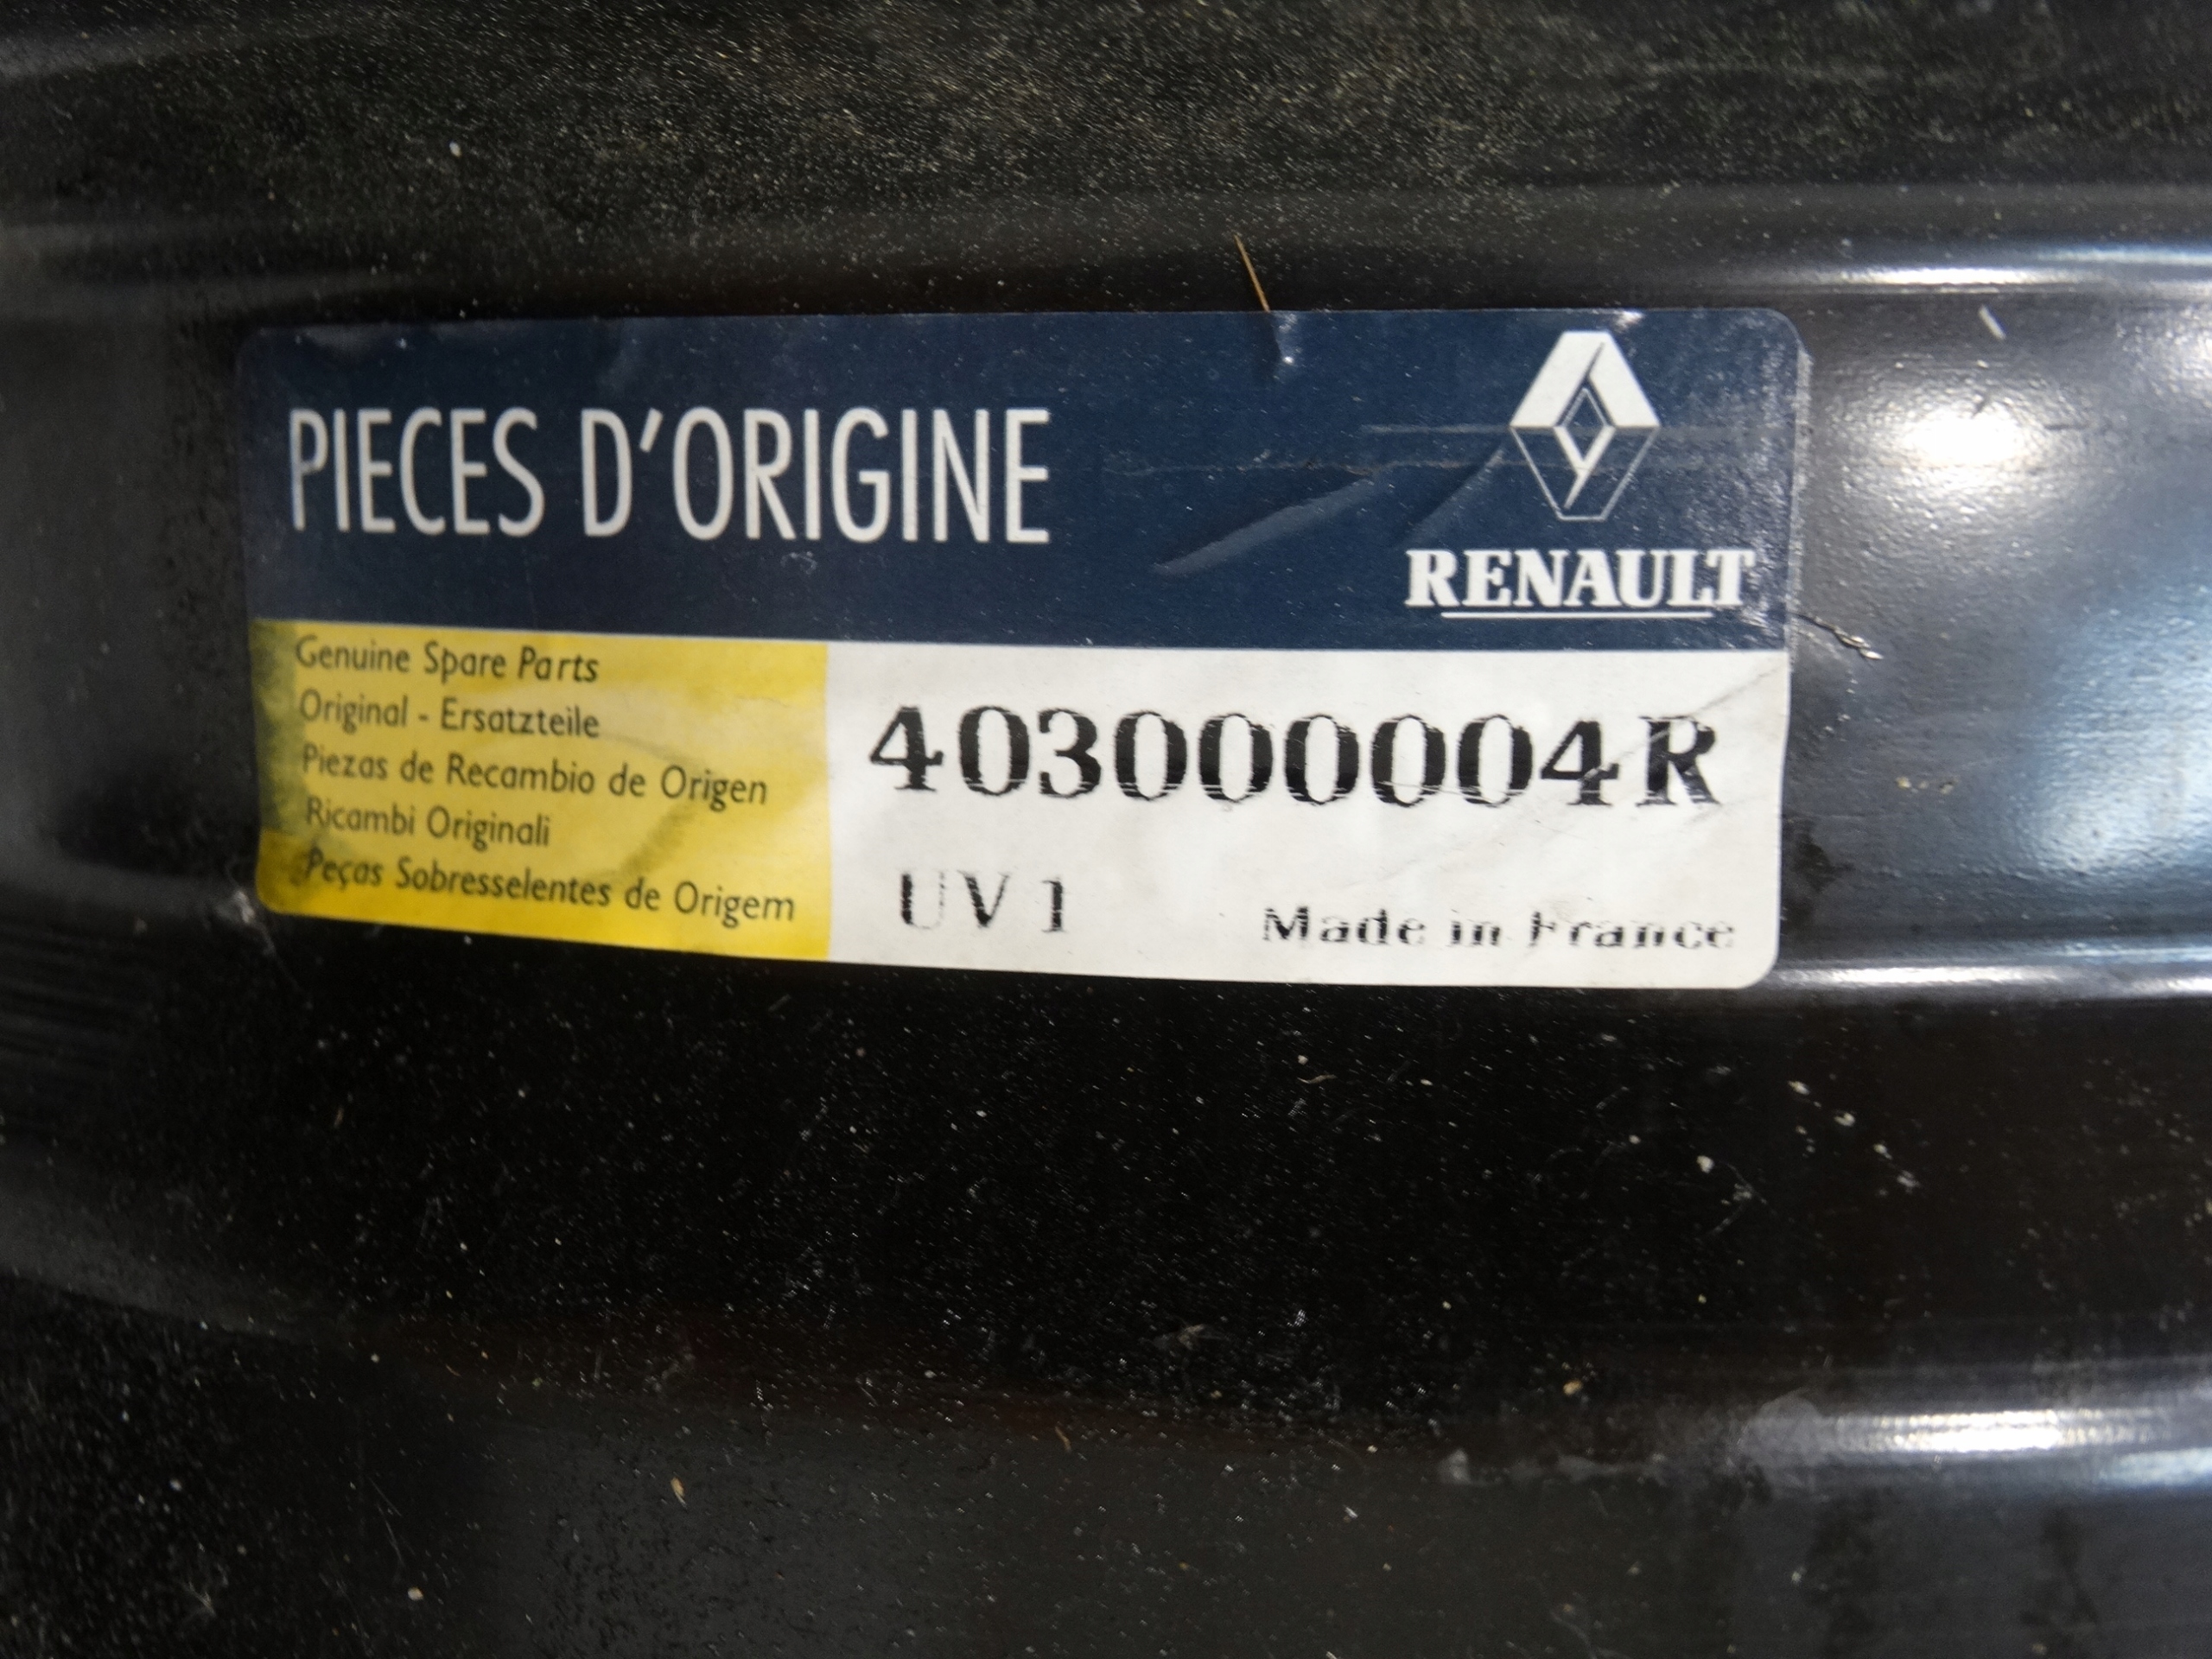 PIECES D'ORIGINE
RENAULT
Genuine Spare Parts
Original - Ersatzteile
Piezas de Recambio de Origen
Ricambi Originali
Peças Sobresselentes de Origem
403000004R
UV1
Made in France